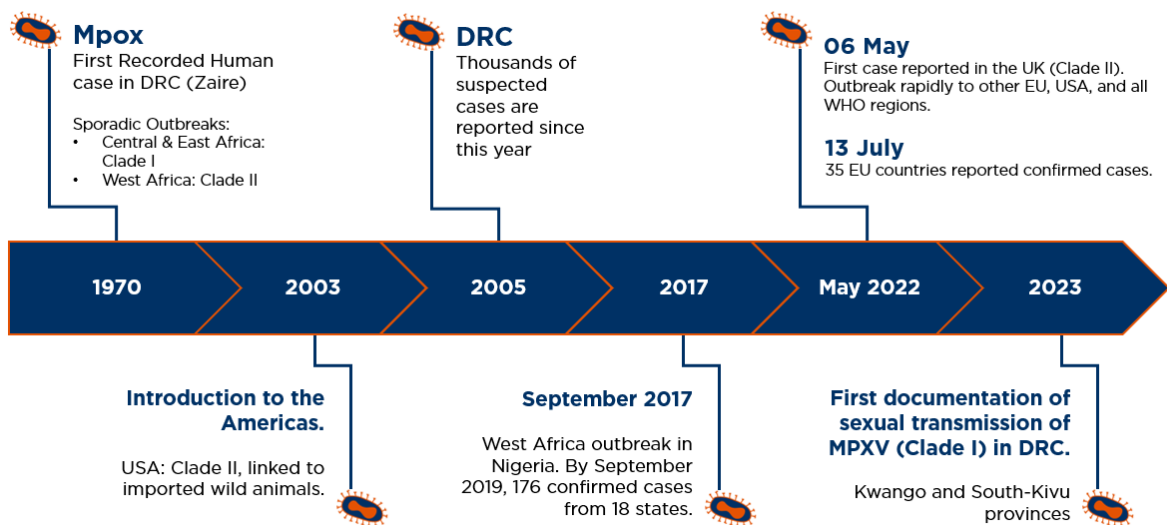 Mpox
First Recorded Human
case in DRC (Zaire)
Sporadic Outbreaks:
• Central & East Africa:
Clade I
• West Africa: Clade II
DRC
Thousands of
suspected
cases are
reported since
this year
06 May
First case reported in the UK (Clade II).
Outbreak rapidly to other EU, USA, and all
WHO regions.
13 July
35 EU countries reported confirmed cases.
1970
2003
2005
2017
May 2022
2023
Introduction to the
Americas.
USA: Clade II, linked to
imported wild animals.
September 2017
West Africa outbreak in
Nigeria. By September
2019, 176 confirmed cases
from 18 states.
First documentation of
sexual transmission of
MPXV (Clade I) in DRC.
Kwango and South-Kivu
provinces